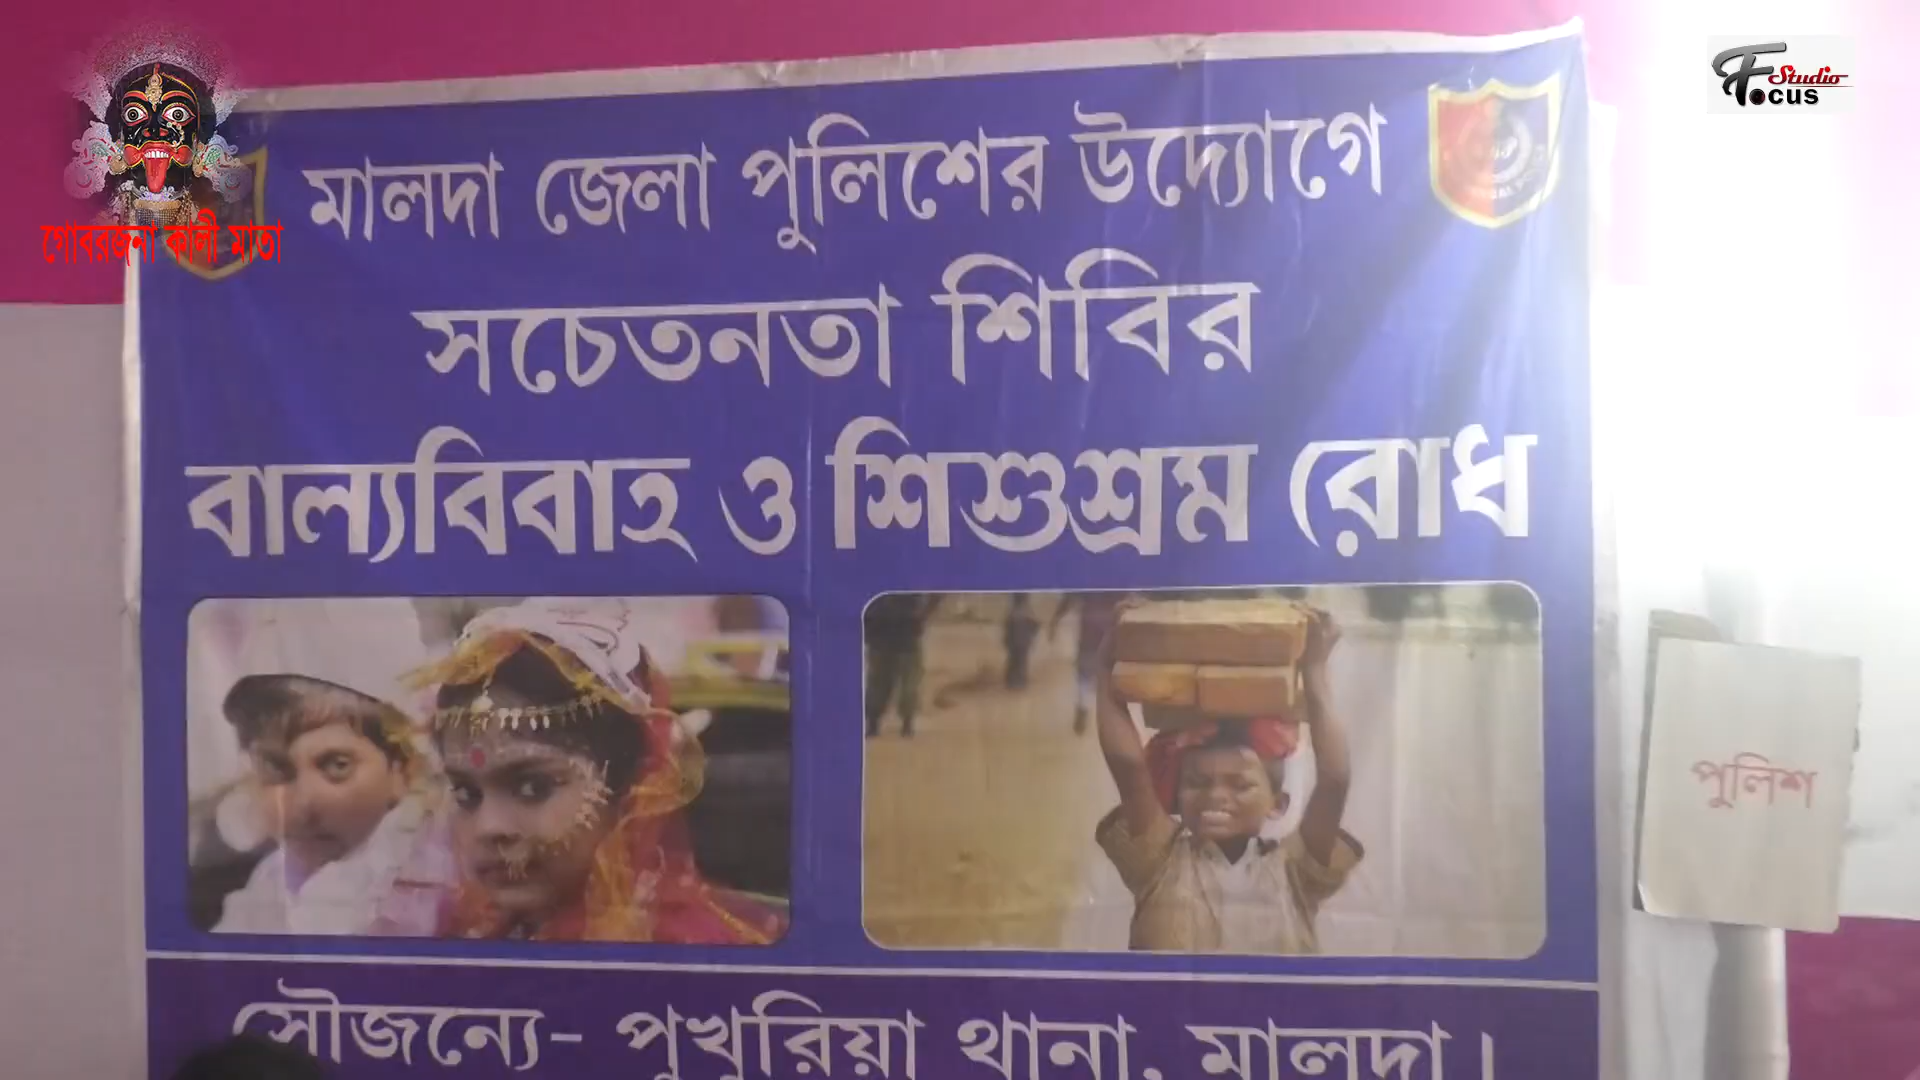 Studio
Focus
গোবরজনা কালী মাতা
মালদা জেলা পুলিশের উদ্যোগে
সচেতনতা শিবির
বাল্যবিবাহ ও শিশুশ্রম রোধ
পুলিশ
সৌজন্যে- পুখুরিয়া থানা, মালদা।